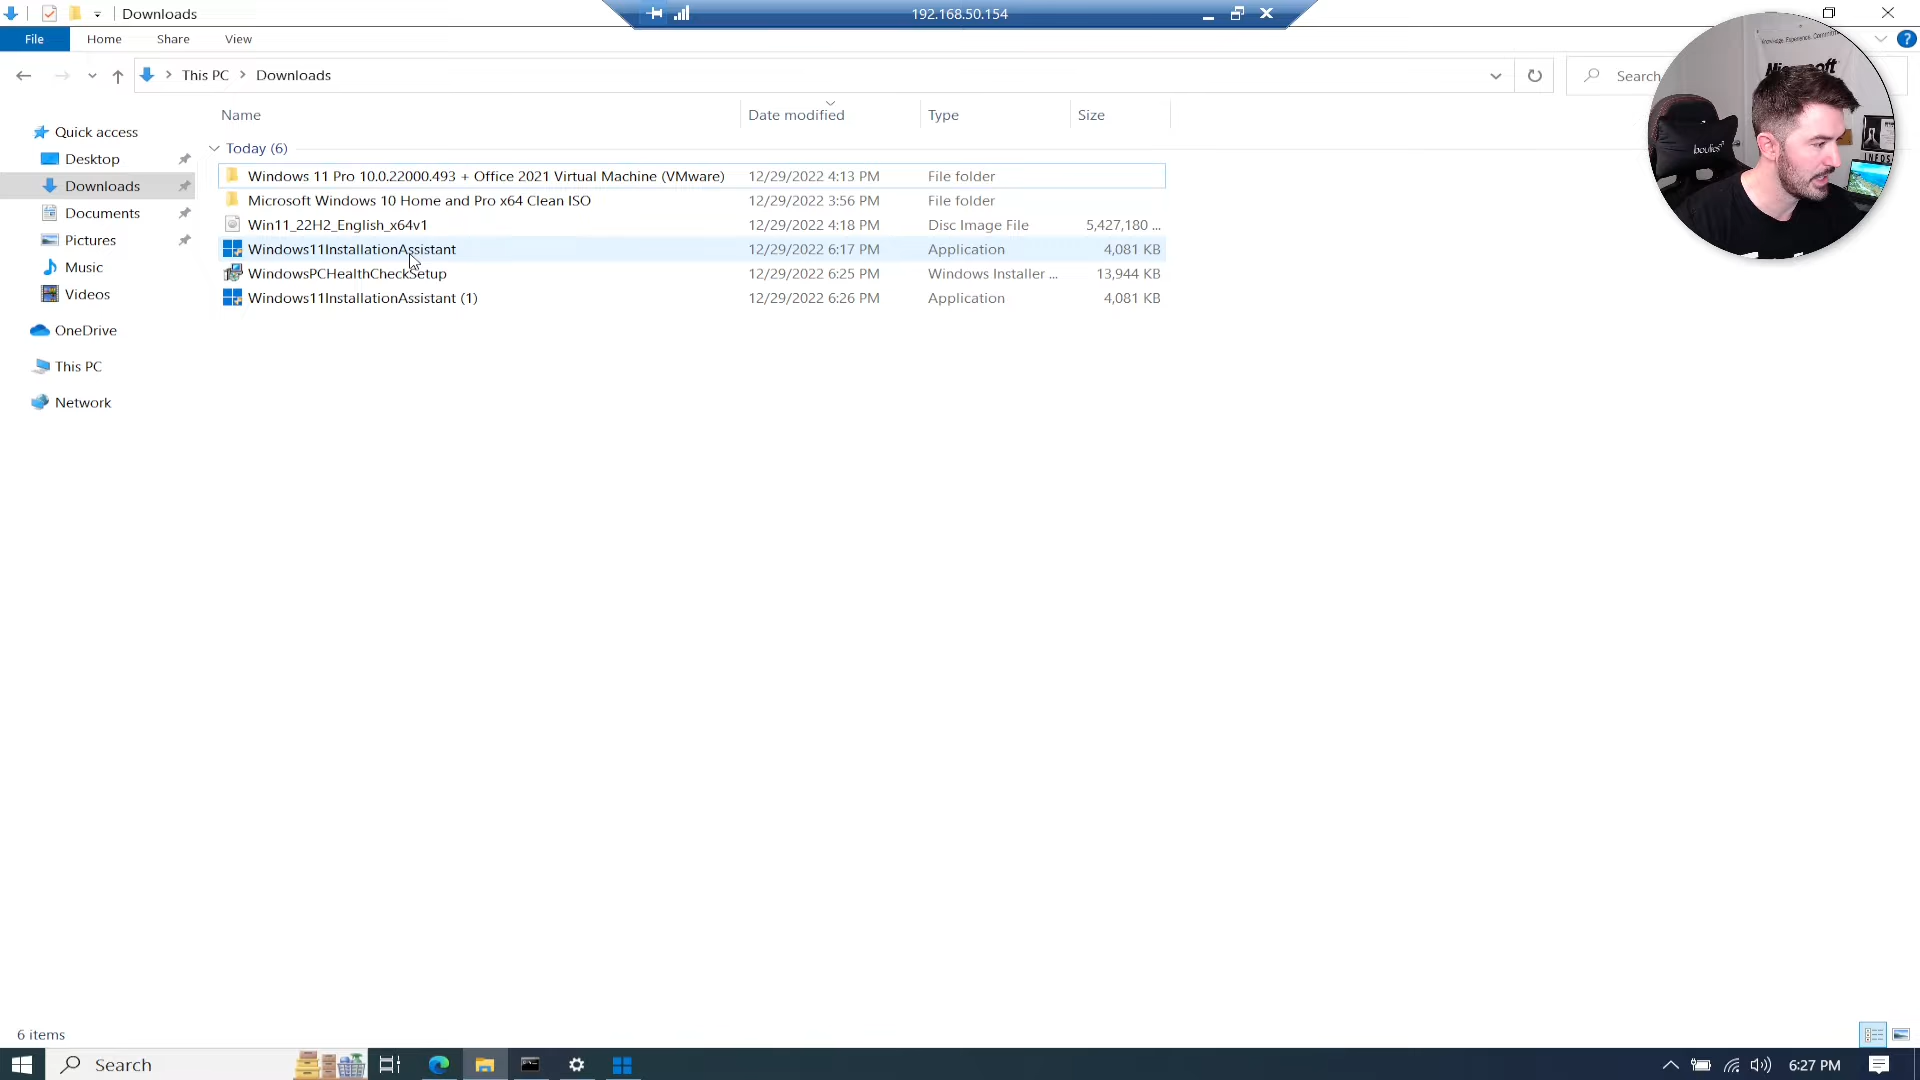 Downloads
192.168.50.154
File Home Share View
This PC Downloads
Search
Name Date modified Type Size
Today (6)
Windows 11 Pro 10.0.22000.493 + Office 2021 Virtual Machine (VMware) 12/29/2022 4:13 PM File folder
Microsoft Windows 10 Home and Pro x64 Clean ISO 12/29/2022 3:56 PM File folder
Win11_22H2_English_x64v1 12/29/2022 4:18 PM Disc Image File 5,427,180 ...
Windows11InstallationAssistant 12/29/2022 6:17 PM Application 4,081 KB
WindowsPCHealthCheckSetup 12/29/2022 6:25 PM Windows Installer ... 13,944 KB
Windows11InstallationAssistant (1) 12/29/2022 6:26 PM Application 4,081 KB
Quick access
Desktop
Downloads
Documents
Pictures
Music
Videos
OneDrive
This PC
Network
Microsoft
boulies
6 items
Search
6:27 PM